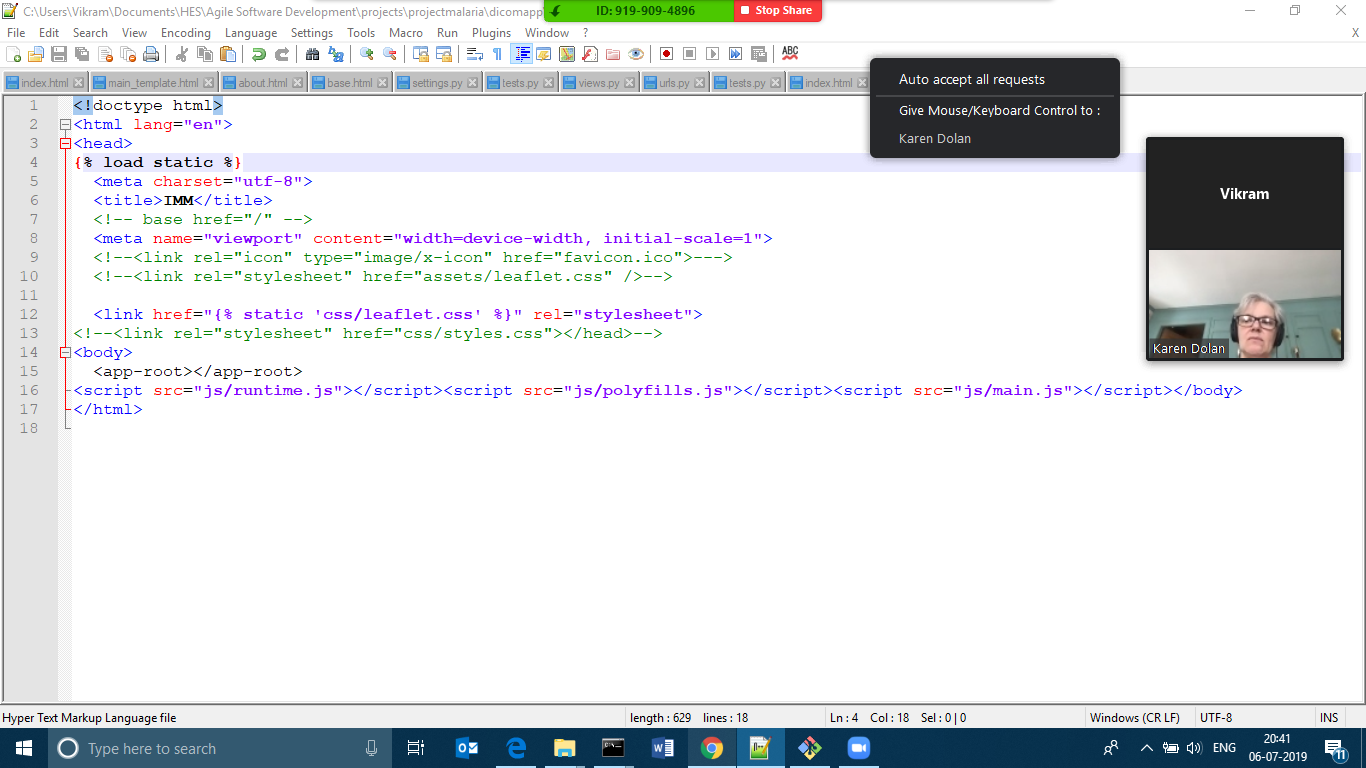 C:\Users\Vikram\Documents\HES\Agile Software Development\projects\projectmalaria\dicomapp
ID: 919-909-4896
Stop Share
File Edit Search View Encoding Language Settings Tools Macro Run Plugins Window ?
X
ABC
index.html main_template.html about.html base.html settings.py tests.py views.py urls.py tests.py index.html
Auto accept all requests
Give Mouse/Keyboard Control to :
Karen Dolan
Vikram
Karen Dolan
1 <!doctype html>
2 <html lang="en">
3 <head>
4 {% load static %}
5 <meta charset="utf-8">
6 <title>IMM</title>
7 <!-- base href="/" -->
8 <meta name="viewport" content="width=device-width, initial-scale=1">
9 <!--<link rel="icon" type="image/x-icon" href="favicon.ico">--->
10 <!--<link rel="stylesheet" href="assets/leaflet.css" />-->
11
12 <link href="{% static 'css/leaflet.css' %}" rel="stylesheet">
13 <!--<link rel="stylesheet" href="css/styles.css"></head>-->
14 <body>
15 <app-root></app-root>
16 <script src="js/runtime.js"></script><script src="js/polyfills.js"></script><script src="js/main.js"></script></body>
17 </html>
18
Hyper Text Markup Language file length : 629 lines : 18 Ln : 4 Col : 18 Sel : 0 | 0 Windows (CR LF) UTF-8 INS
Type here to search
ENG
20:41
06-07-2019
11